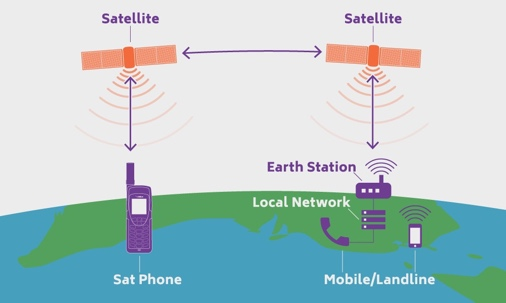 Satellite
Satellite
Earth Station
Local Network
Sat Phone
Mobile/Landline